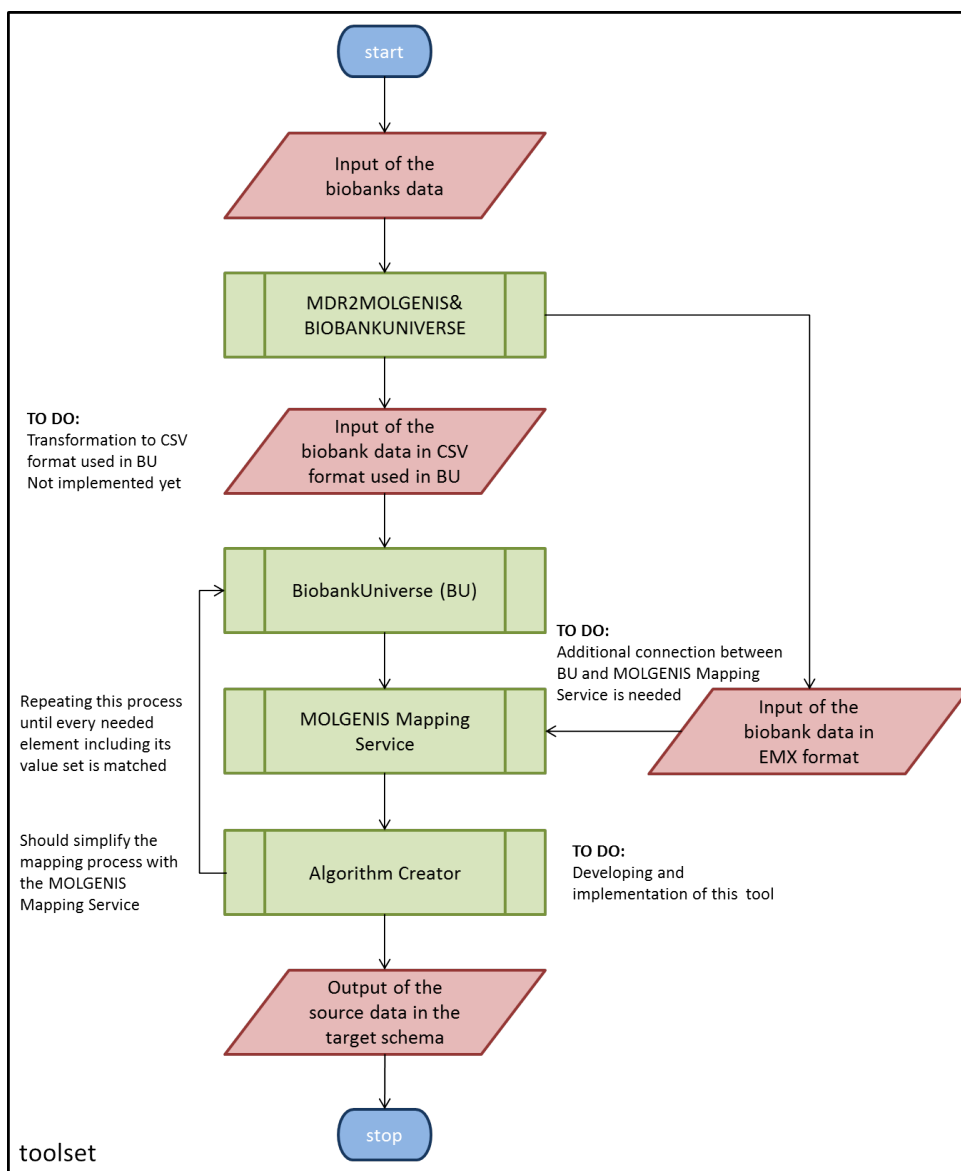 start
Input of the
biobanks data
MDR2MOLGENIS&
BIOBANKUNIVERSE
TO DO:
Transformation to CSV
format used in BU
Not implemented yet
Input of the
biobank data in CSV
format used in BU
BiobankUniverse (BU)
TO DO:
Additional connection between
BU and MOLGENIS Mapping
Service is needed
Repeating this process
until every needed
element including its
value set is matched
MOLGENIS Mapping
Service
Input of the
biobank data in
EMX format
Should simplify the
mapping process with
the MOLGENIS
Mapping Service
Algorithm Creator
TO DO:
Developing and
implementation of this tool
Output of the
source data in the
target schema
stop
toolset